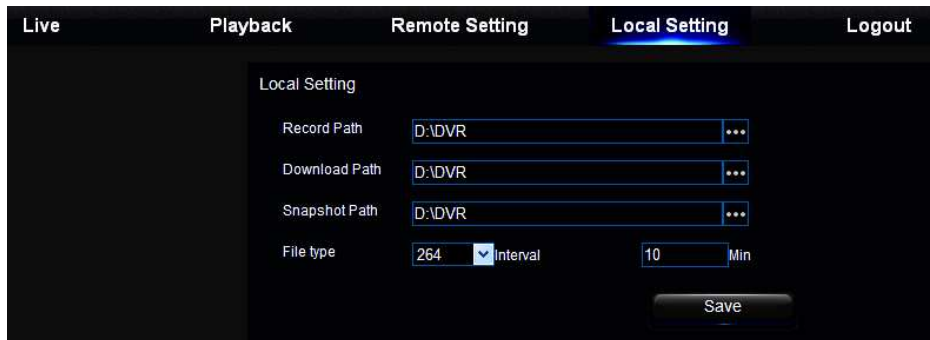 Live Playback Remote Setting Local Setting Logout
Local Setting
Record Path D:\DVR
Download Path D:\DVR
Snapshot Path D:\DVR
File type 264 Interval 10 Min
Save